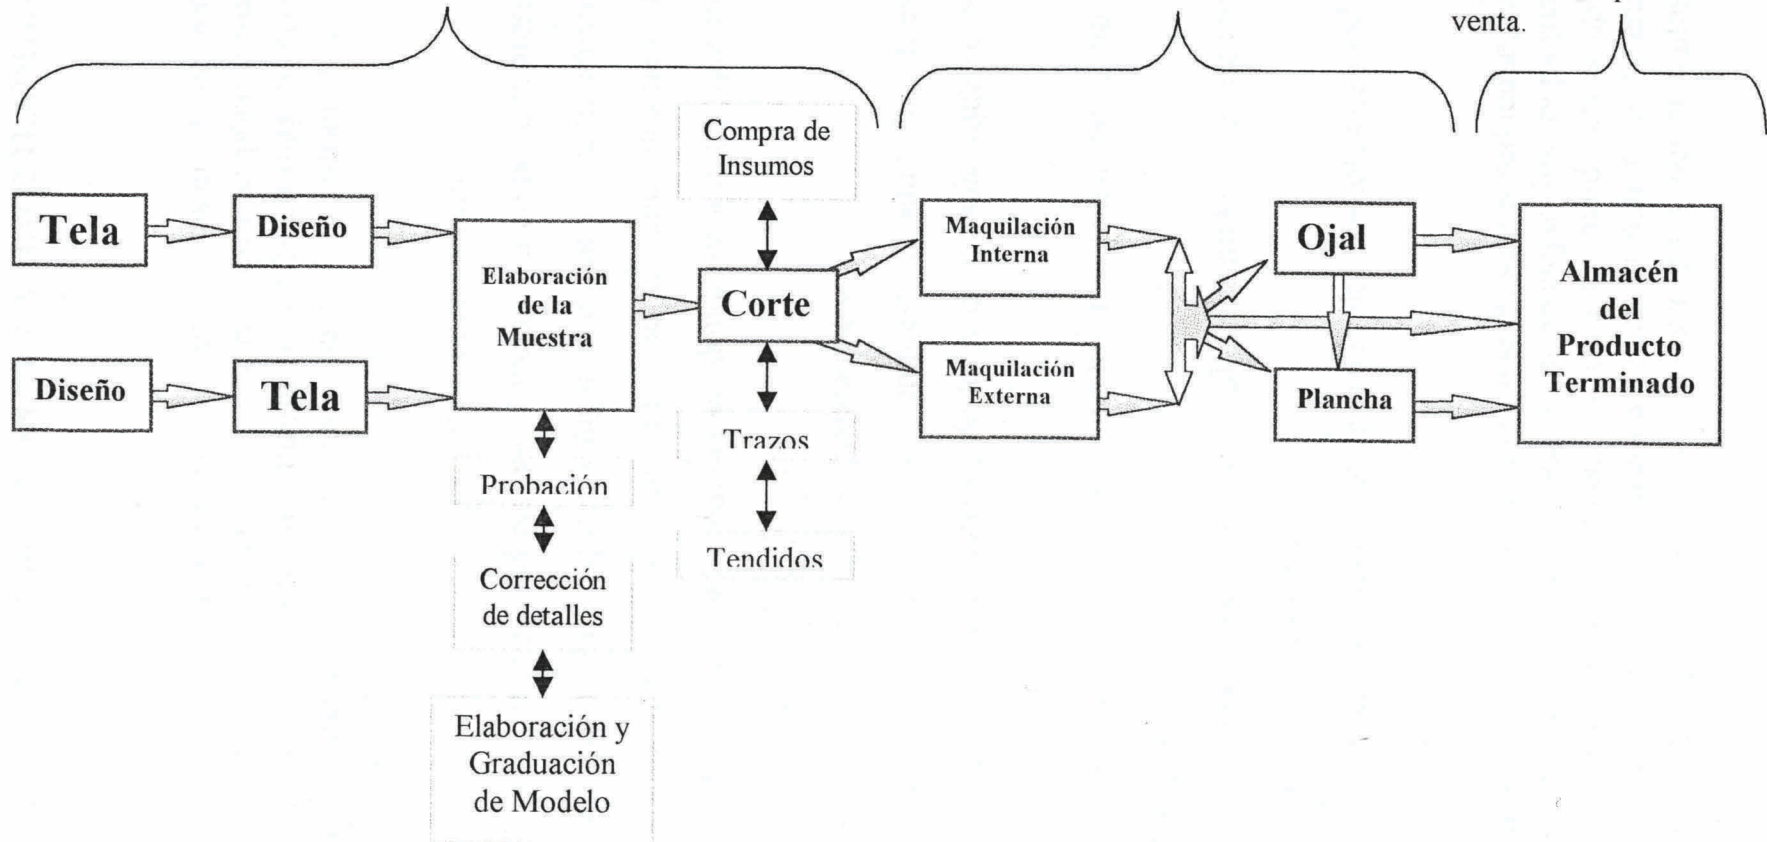 venta.
Compra de
Insumos
Tela
Diseño
Elaboración
de la
Muestra
Corte
Maquilación
Interna
Ojal
Almacén
del
Producto
Terminado
Diseño
Tela
Maquilación
Externa
Plancha
Trazos
Probación
Tendidos
Corrección
de detalles
Elaboración y
Graduación
de Modelo